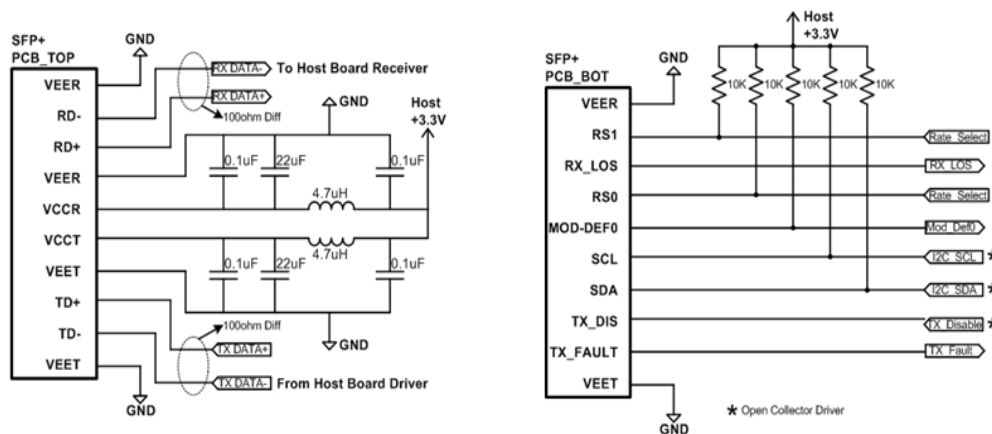 SFP+
PCB_TOP
GND
VEER
RX DATA-
To Host Board Receiver
RD-
RX DATA+
100ohm Diff
RD+
GND
Host
+3.3V
VEER
0.1uF
22uF
0.1uF
4.7uH
VCCR
VCCT
4.7uH
0.1uF
22uF
0.1uF
VEET
TD+
100ohm Diff
GND
TD-
TX DATA+
VEET
TX DATA-
From Host Board Driver
GND
Host
+3.3V
SFP+
PCB_BOT
GND
10K
10K
10K
10K
10K
VEER
RS1
Rate_Select
RX_LOS
RX_LOS
RS0
Rate_Select
MOD-DEF0
Mod_Def0
SCL
I2C_SCL *
SDA
I2C_SDA *
TX_DIS
TX_Disable *
TX_FAULT
TX_Fault
VEET
GND
* Open Collector Driver